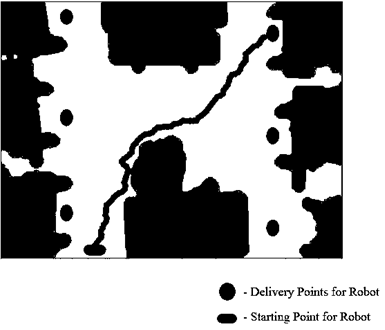 - Delivery Points for Robot
- Starting Point for Robot